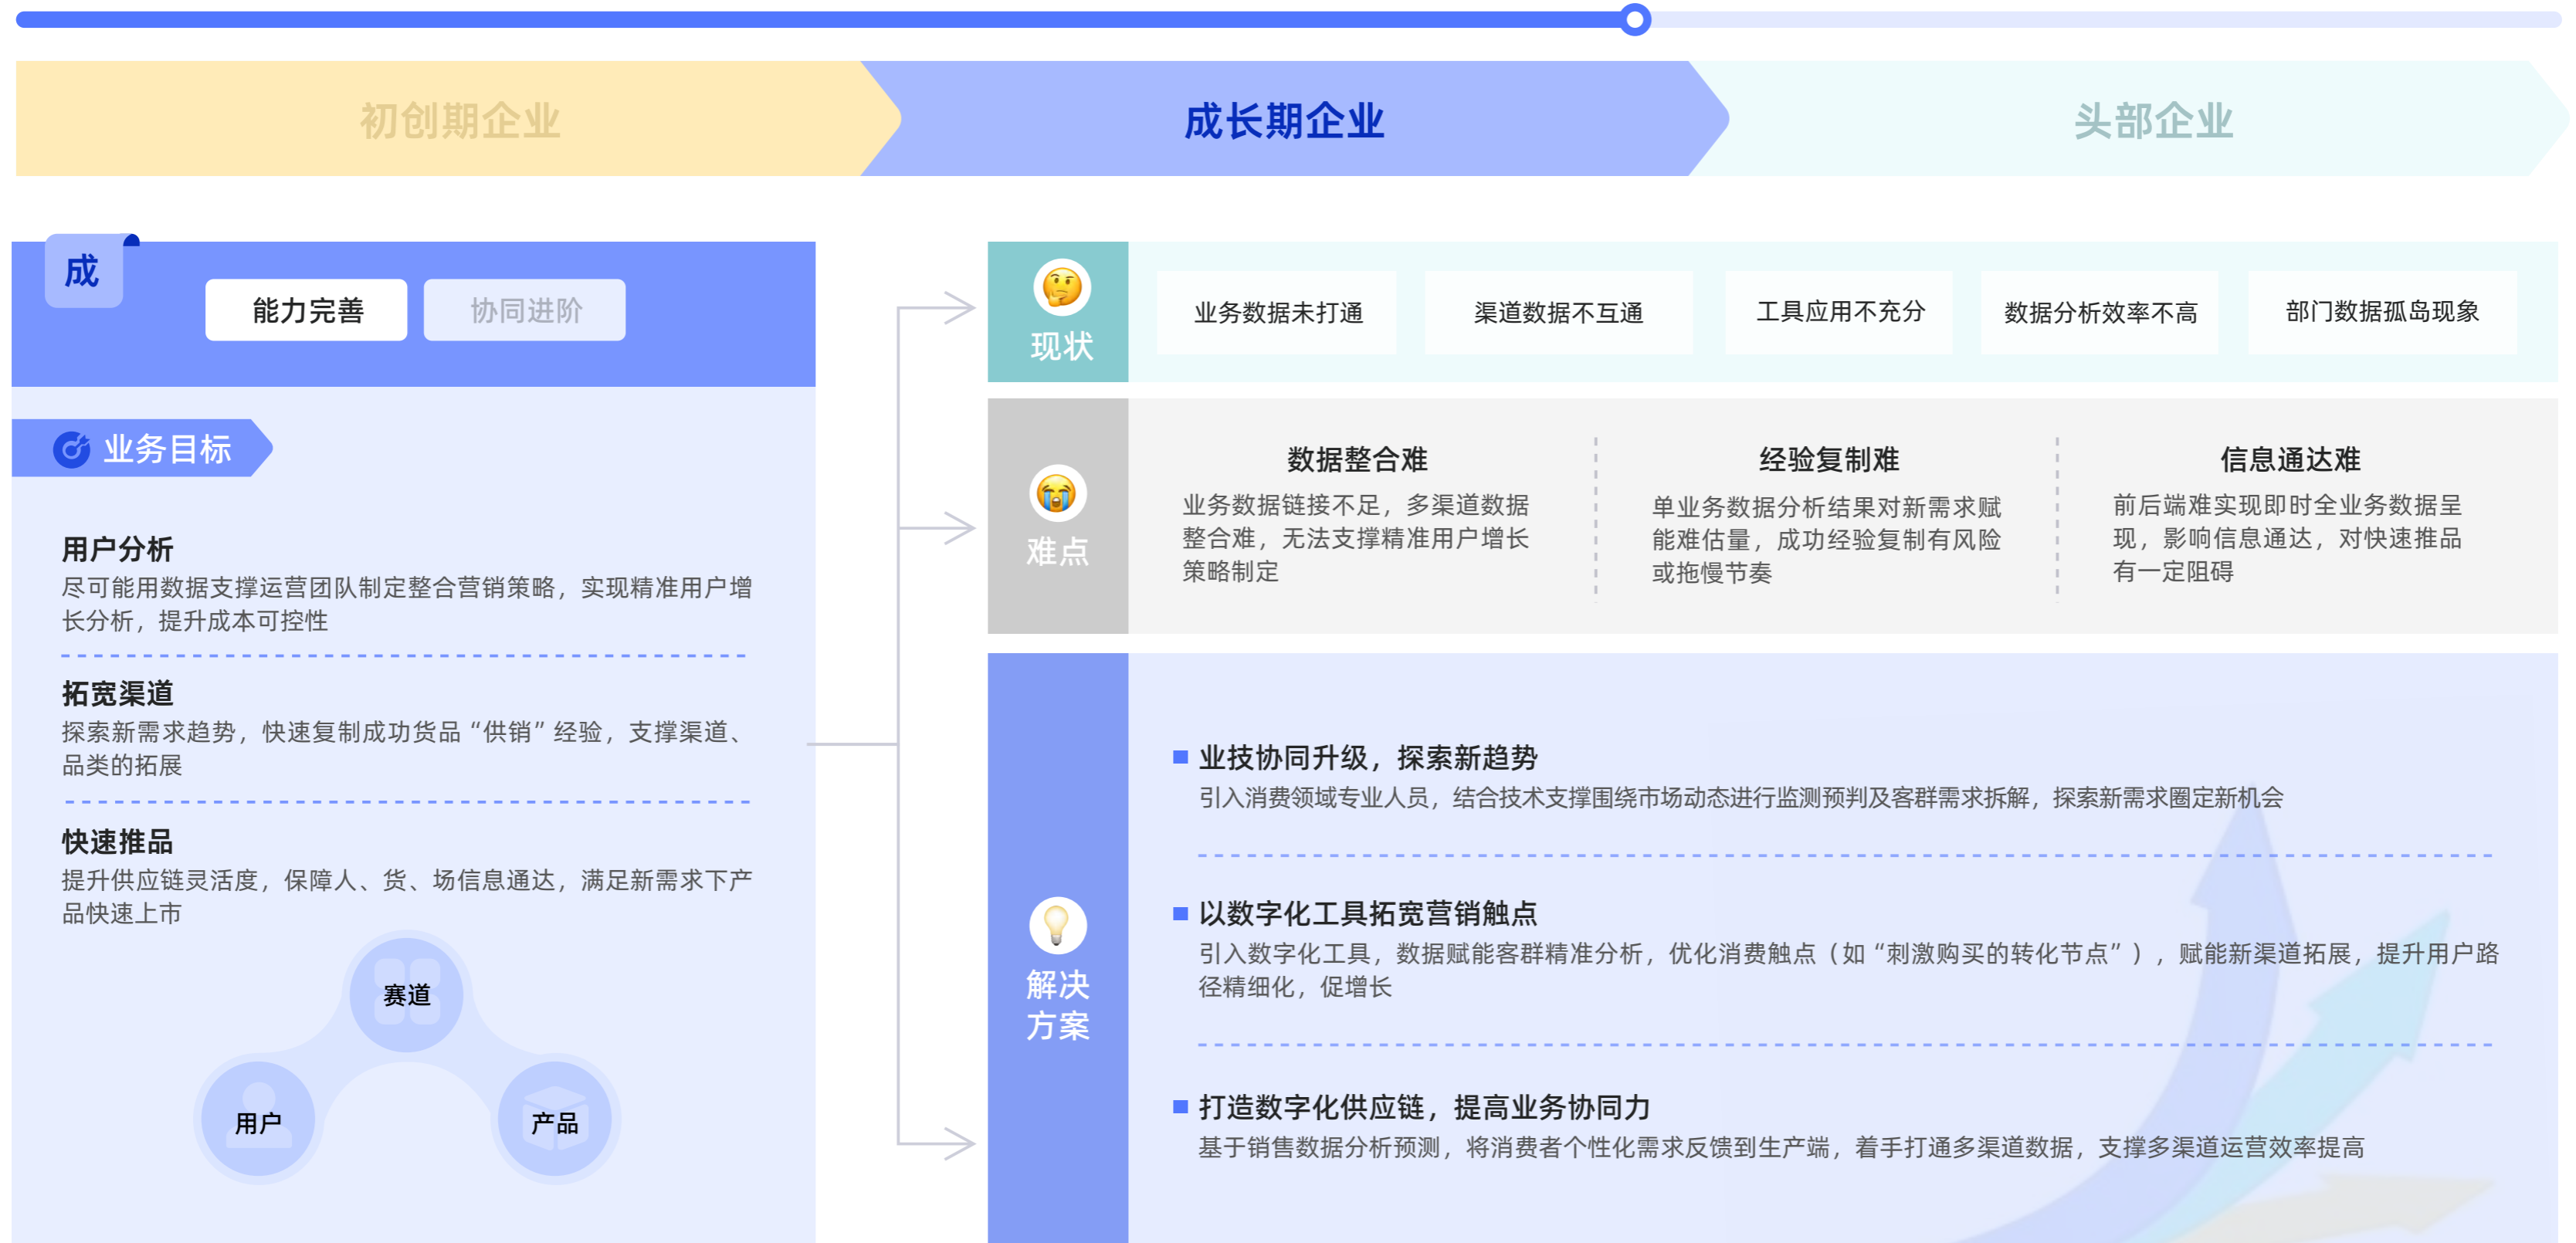 初创期企业
成长期企业
头部企业
成
能力完善
协同进阶
业务目标
用户分析
尽可能用数据支撑运营团队制定整合营销策略，实现精准用户增
长分析，提升成本可控性
拓宽渠道
探索新需求趋势，快速复制成功货品“供销”经验，支撑渠道、
品类的拓展
快速推品
提升供应链灵活度，保障人、货、场信息通达，满足新需求下产
品快速上市
赛道
用户
产品
现状
业务数据未打通
渠道数据不互通
工具应用不充分
数据分析效率不高
部门数据孤岛现象
难点
数据整合难
业务数据链接不足，多渠道数据
整合难，无法支撑精准用户增长
策略制定
经验复制难
单业务数据分析结果对新需求赋
能难估量，成功经验复制有风险
或拖慢节奏
信息通达难
前后端难实现即时全业务数据呈
现，影响信息通达，对快速推品
有一定阻碍
解决
方案
业技协同升级，探索新趋势
引入消费领域专业人员，结合技术支撑围绕市场动态进行监测预判及客群需求拆解，探索新需求圈定新机会
以数字化工具拓宽营销触点
引入数字化工具，数据赋能客群精准分析，优化消费触点（如“刺激购买的转化节点”），赋能新渠道拓展，提升用户路
径精细化，促增长
打造数字化供应链，提高业务协同力
基于销售数据分析预测，将消费者个性化需求反馈到生产端，着手打通多渠道数据，支撑多渠道运营效率提高